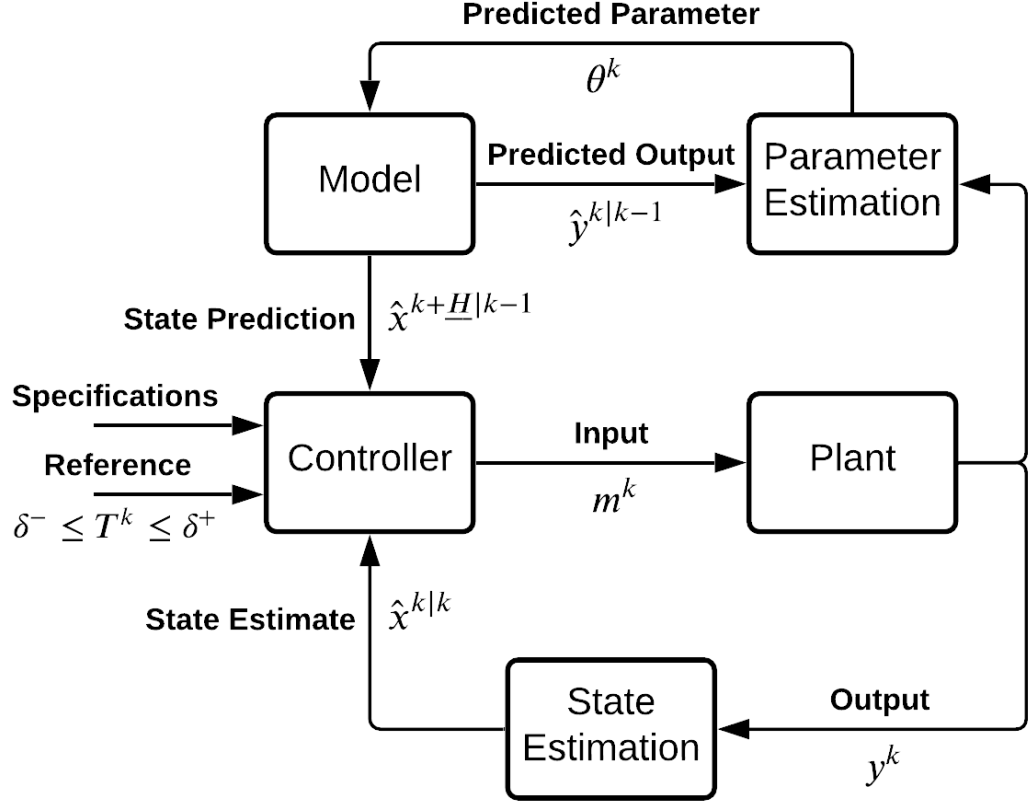 Predicted Parameter
θ^k
Model
Predicted Output
ŷ^{k|k−1}
Parameter
Estimation
State Prediction
x̂^{k+H̲|k−1}
Specifications
Reference
δ⁻ ≤ T^k ≤ δ⁺
Controller
Input
m^k
Plant
State Estimate
x̂^{k|k}
State
Estimation
Output
y^k